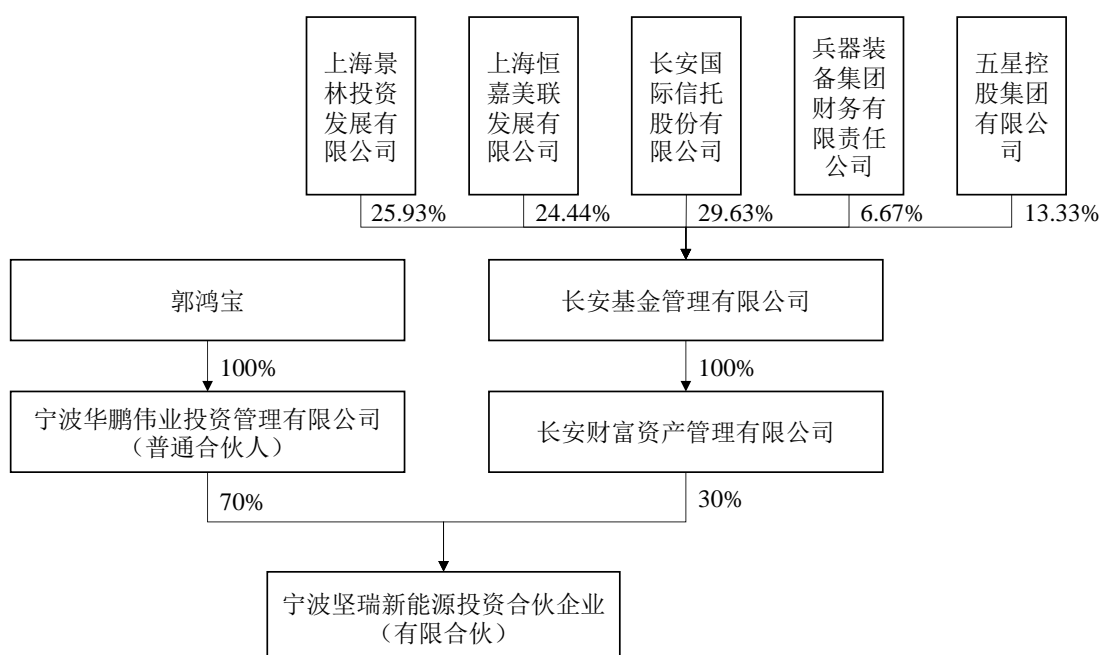 上海景
林投资
发展有
限公司
上海恒
嘉美联
发展有
限公司
长安国
际信托
股份有
限公司
兵器装
备集团
财务有
限责任
公司
五星控
股集团
有限公
司
25.93%
24.44%
29.63%
6.67%
13.33%
郭鸿宝
长安基金管理有限公司
100%
100%
宁波华鹏伟业投资管理有限公司
（普通合伙人）
长安财富资产管理有限公司
70%
30%
宁波坚瑞新能源投资合伙企业
（有限合伙）